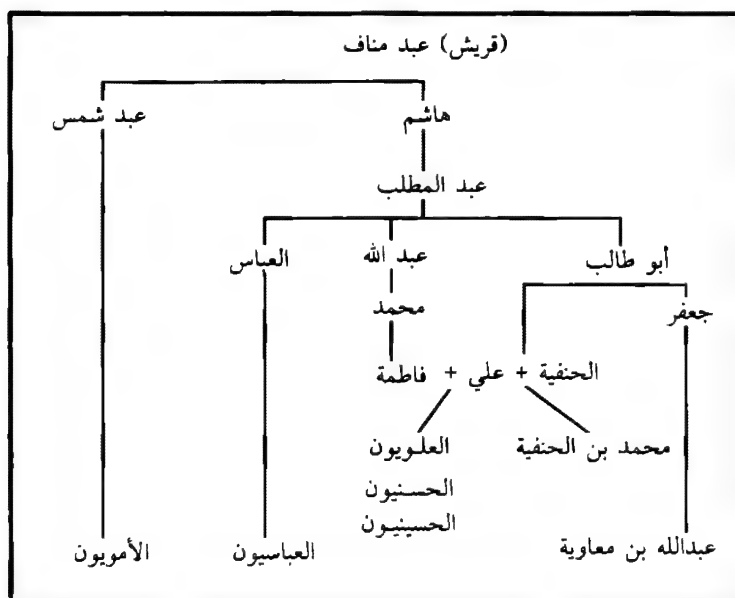 (قريش) عبد مناف
هاشم عبد شمس
عبد المطلب
أبو طالب عبد الله العباس
جعفر محمد
الحنفية + علي + فاطمة
محمد بن الحنفية العلويون
الحسنيون
الحسينيون
عبدالله بن معاوية العباسيون الأمويون